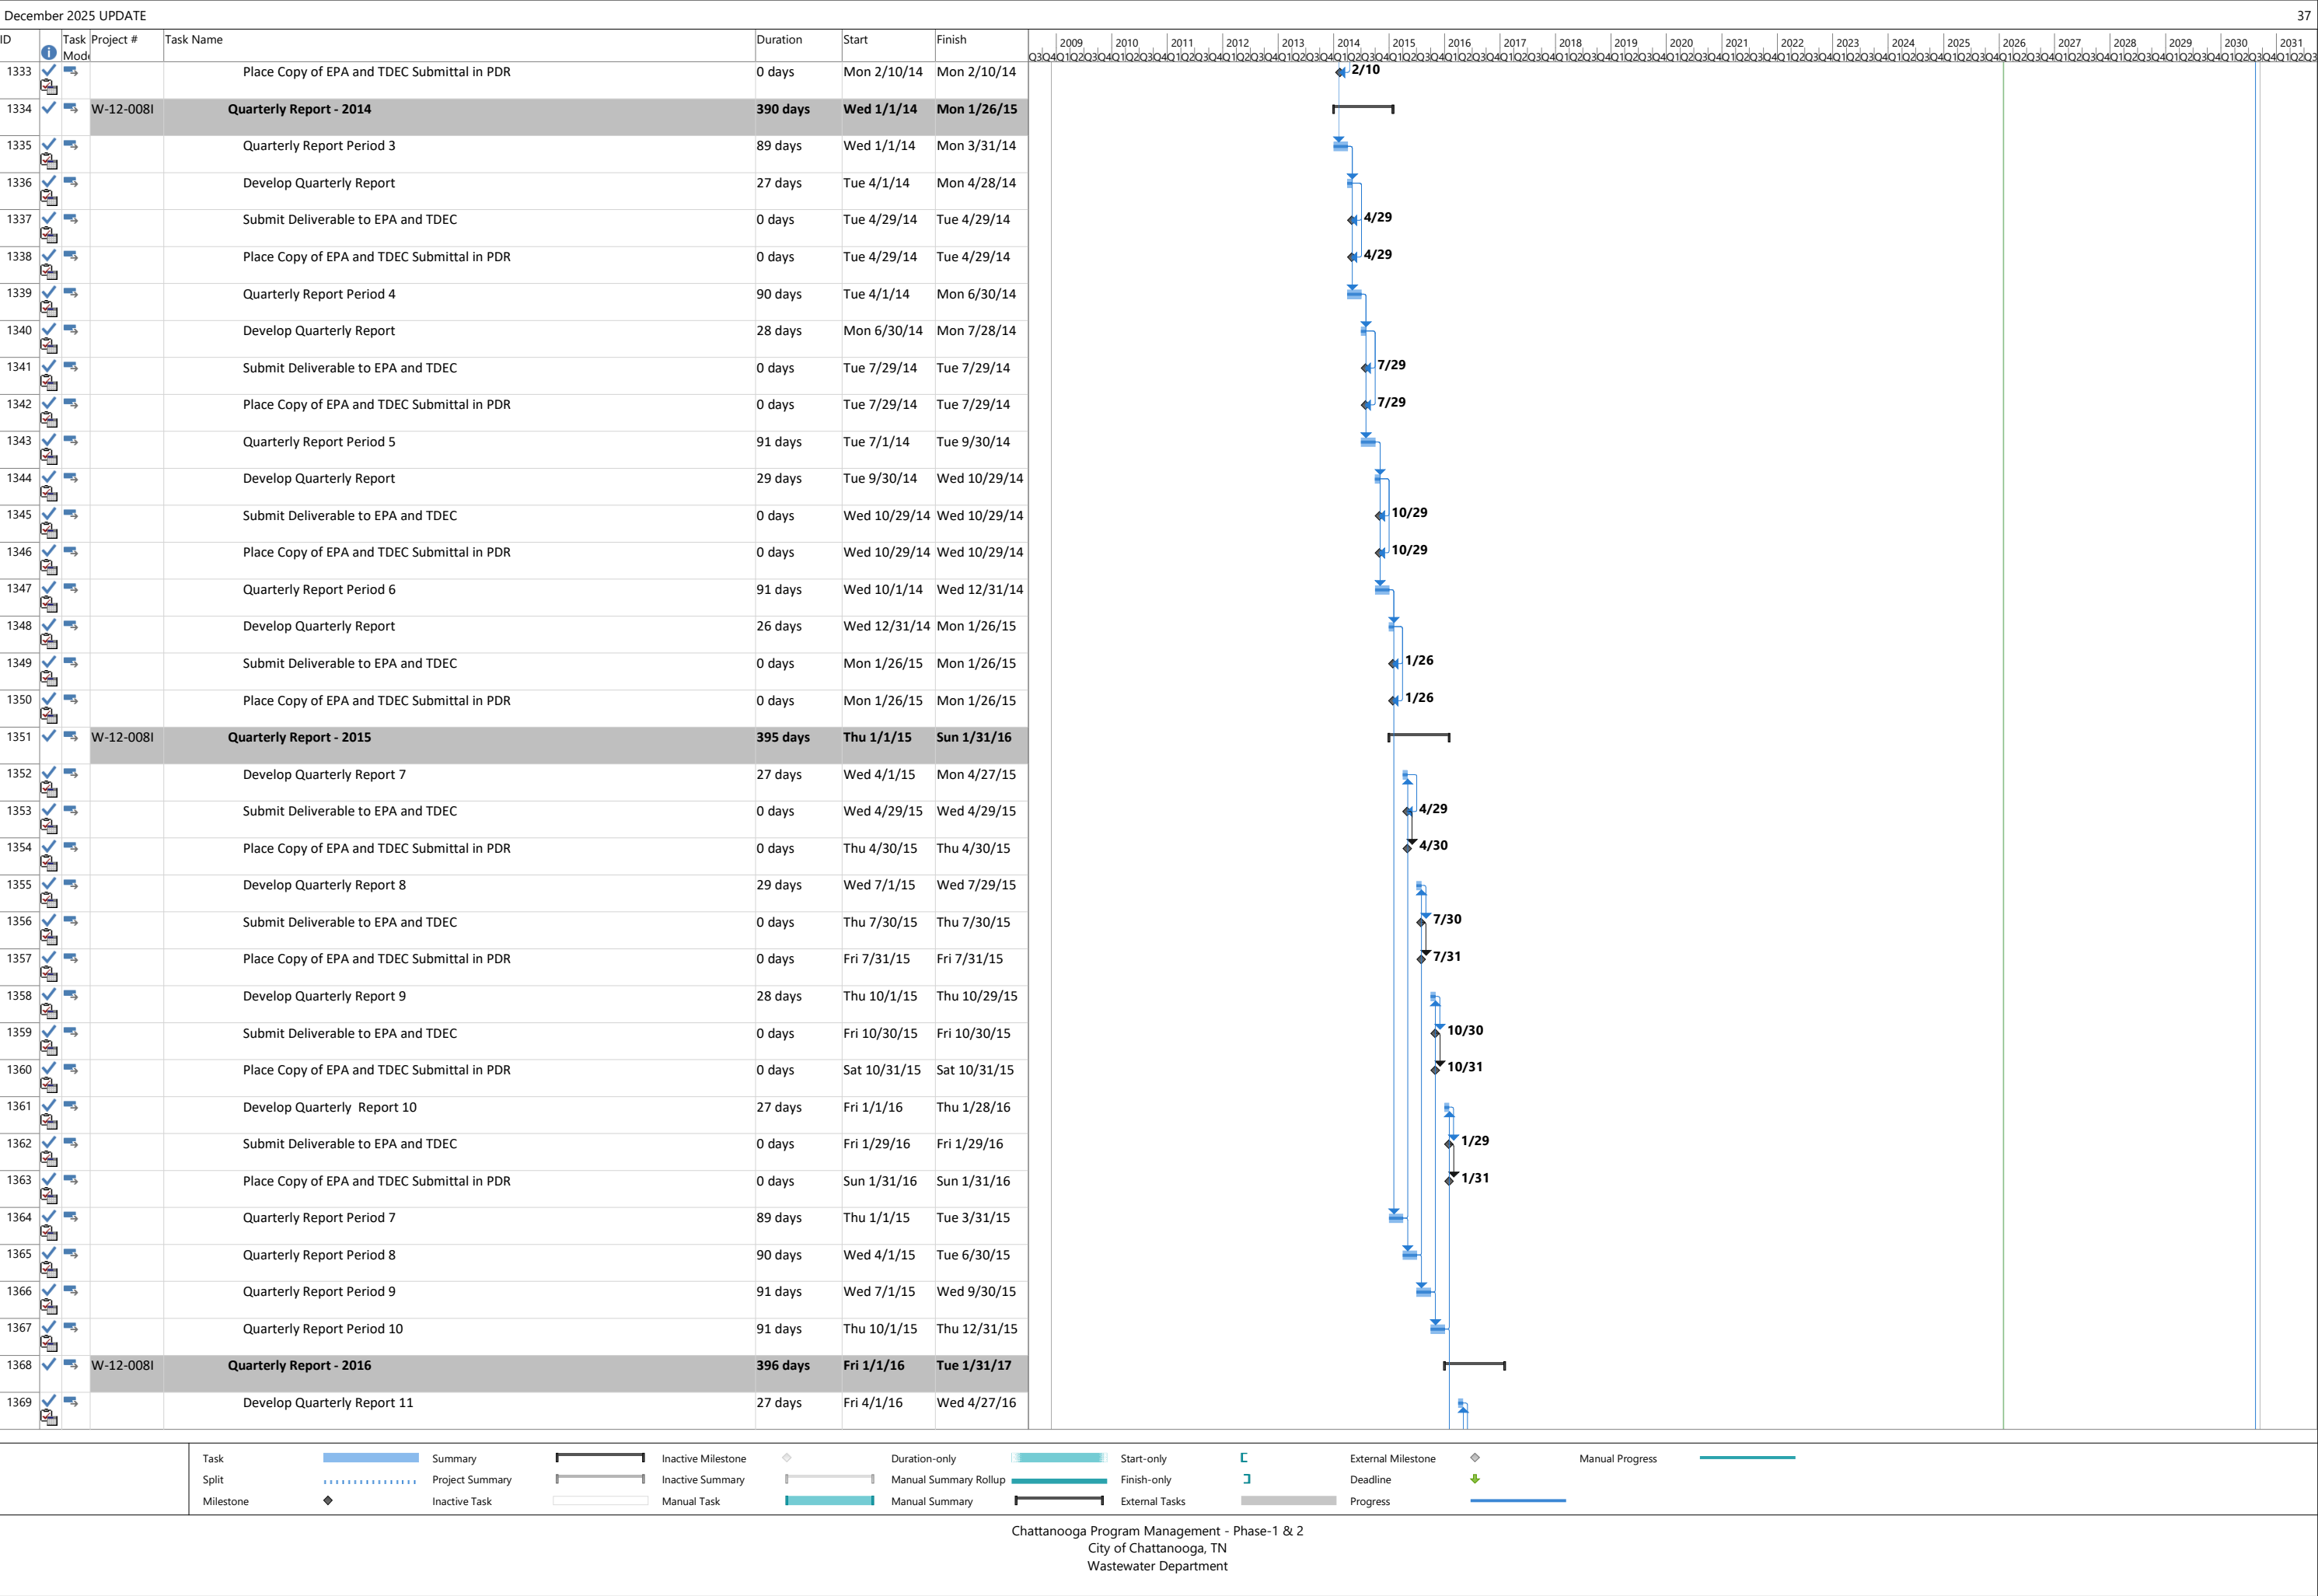 December 2025 UPDATE 37
ID Task Mode Project # Task Name Duration Start Finish
2009 2010 2011 2012 2013 2014 2015 2016 2017 2018 2019 2020 2021 2022 2023 2024 2025 2026 2027 2028 2029 2030 2031
1333 Place Copy of EPA and TDEC Submittal in PDR 0 days Mon 2/10/14 Mon 2/10/14 2/10
1334 W-12-008I Quarterly Report - 2014 390 days Wed 1/1/14 Mon 1/26/15
1335 Quarterly Report Period 3 89 days Wed 1/1/14 Mon 3/31/14
1336 Develop Quarterly Report 27 days Tue 4/1/14 Mon 4/28/14
1337 Submit Deliverable to EPA and TDEC 0 days Tue 4/29/14 Tue 4/29/14 4/29
1338 Place Copy of EPA and TDEC Submittal in PDR 0 days Tue 4/29/14 Tue 4/29/14 4/29
1339 Quarterly Report Period 4 90 days Tue 4/1/14 Mon 6/30/14
1340 Develop Quarterly Report 28 days Mon 6/30/14 Mon 7/28/14
1341 Submit Deliverable to EPA and TDEC 0 days Tue 7/29/14 Tue 7/29/14 7/29
1342 Place Copy of EPA and TDEC Submittal in PDR 0 days Tue 7/29/14 Tue 7/29/14 7/29
1343 Quarterly Report Period 5 91 days Tue 7/1/14 Tue 9/30/14
1344 Develop Quarterly Report 29 days Tue 9/30/14 Wed 10/29/14
1345 Submit Deliverable to EPA and TDEC 0 days Wed 10/29/14 Wed 10/29/14 10/29
1346 Place Copy of EPA and TDEC Submittal in PDR 0 days Wed 10/29/14 Wed 10/29/14 10/29
1347 Quarterly Report Period 6 91 days Wed 10/1/14 Wed 12/31/14
1348 Develop Quarterly Report 26 days Wed 12/31/14 Mon 1/26/15
1349 Submit Deliverable to EPA and TDEC 0 days Mon 1/26/15 Mon 1/26/15 1/26
1350 Place Copy of EPA and TDEC Submittal in PDR 0 days Mon 1/26/15 Mon 1/26/15 1/26
1351 W-12-008I Quarterly Report - 2015 395 days Thu 1/1/15 Sun 1/31/16
1352 Develop Quarterly Report 7 27 days Wed 4/1/15 Mon 4/27/15
1353 Submit Deliverable to EPA and TDEC 0 days Wed 4/29/15 Wed 4/29/15 4/29
1354 Place Copy of EPA and TDEC Submittal in PDR 0 days Thu 4/30/15 Thu 4/30/15 4/30
1355 Develop Quarterly Report 8 29 days Wed 7/1/15 Wed 7/29/15
1356 Submit Deliverable to EPA and TDEC 0 days Thu 7/30/15 Thu 7/30/15 7/30
1357 Place Copy of EPA and TDEC Submittal in PDR 0 days Fri 7/31/15 Fri 7/31/15 7/31
1358 Develop Quarterly Report 9 28 days Thu 10/1/15 Thu 10/29/15
1359 Submit Deliverable to EPA and TDEC 0 days Fri 10/30/15 Fri 10/30/15 10/30
1360 Place Copy of EPA and TDEC Submittal in PDR 0 days Sat 10/31/15 Sat 10/31/15 10/31
1361 Develop Quarterly Report 10 27 days Fri 1/1/16 Thu 1/28/16
1362 Submit Deliverable to EPA and TDEC 0 days Fri 1/29/16 Fri 1/29/16 1/29
1363 Place Copy of EPA and TDEC Submittal in PDR 0 days Sun 1/31/16 Sun 1/31/16 1/31
1364 Quarterly Report Period 7 89 days Thu 1/1/15 Tue 3/31/15
1365 Quarterly Report Period 8 90 days Wed 4/1/15 Tue 6/30/15
1366 Quarterly Report Period 9 91 days Wed 7/1/15 Wed 9/30/15
1367 Quarterly Report Period 10 91 days Thu 10/1/15 Thu 12/31/15
1368 W-12-008I Quarterly Report - 2016 396 days Fri 1/1/16 Tue 1/31/17
1369 Develop Quarterly Report 11 27 days Fri 4/1/16 Wed 4/27/16
Task Summary Inactive Milestone Duration-only Start-only External Milestone Manual Progress
Split Project Summary Inactive Summary Manual Summary Rollup Finish-only Deadline
Milestone Inactive Task Manual Task Manual Summary External Tasks Progress
Chattanooga Program Management - Phase-1 & 2
City of Chattanooga, TN
Wastewater Department